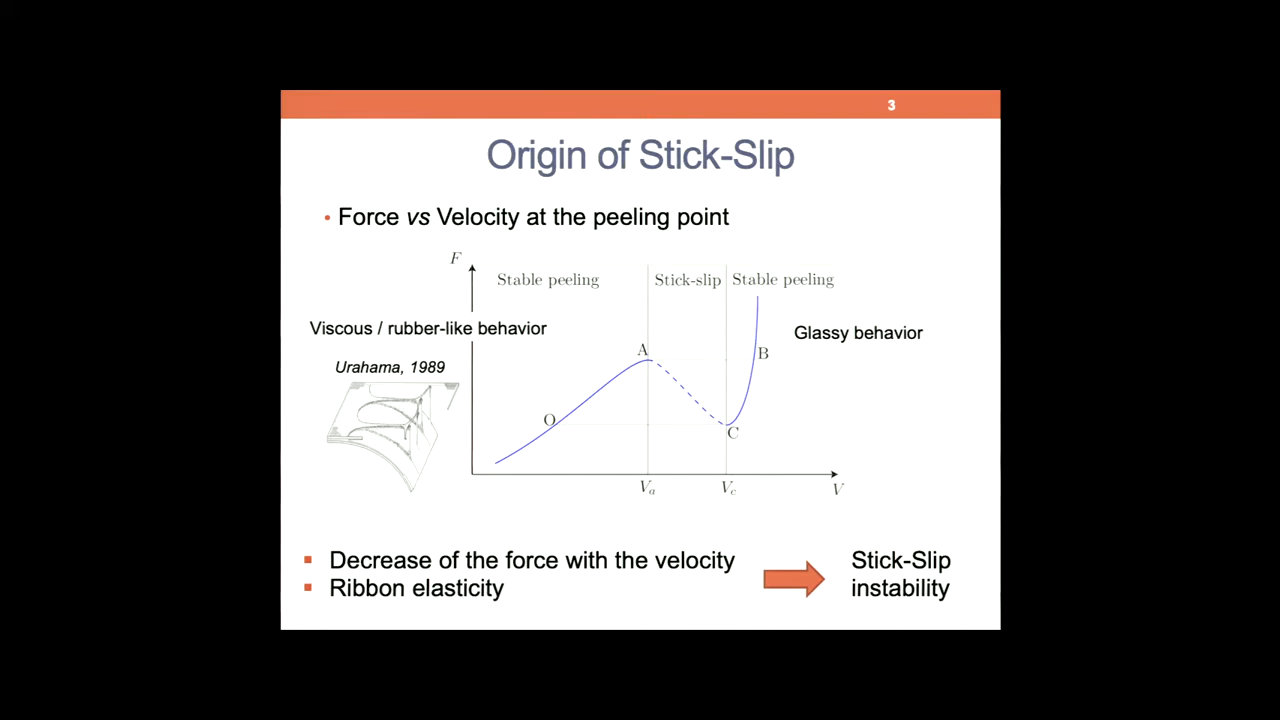 3
Origin of Stick-Slip
• Force vs Velocity at the peeling point
F
Stable peeling
Stick-slip
Stable peeling
Viscous / rubber-like behavior
Glassy behavior
A
B
Urahama, 1989
O
C
Va
Vc
V
▪ Decrease of the force with the velocity
▪ Ribbon elasticity
Stick-Slip
instability